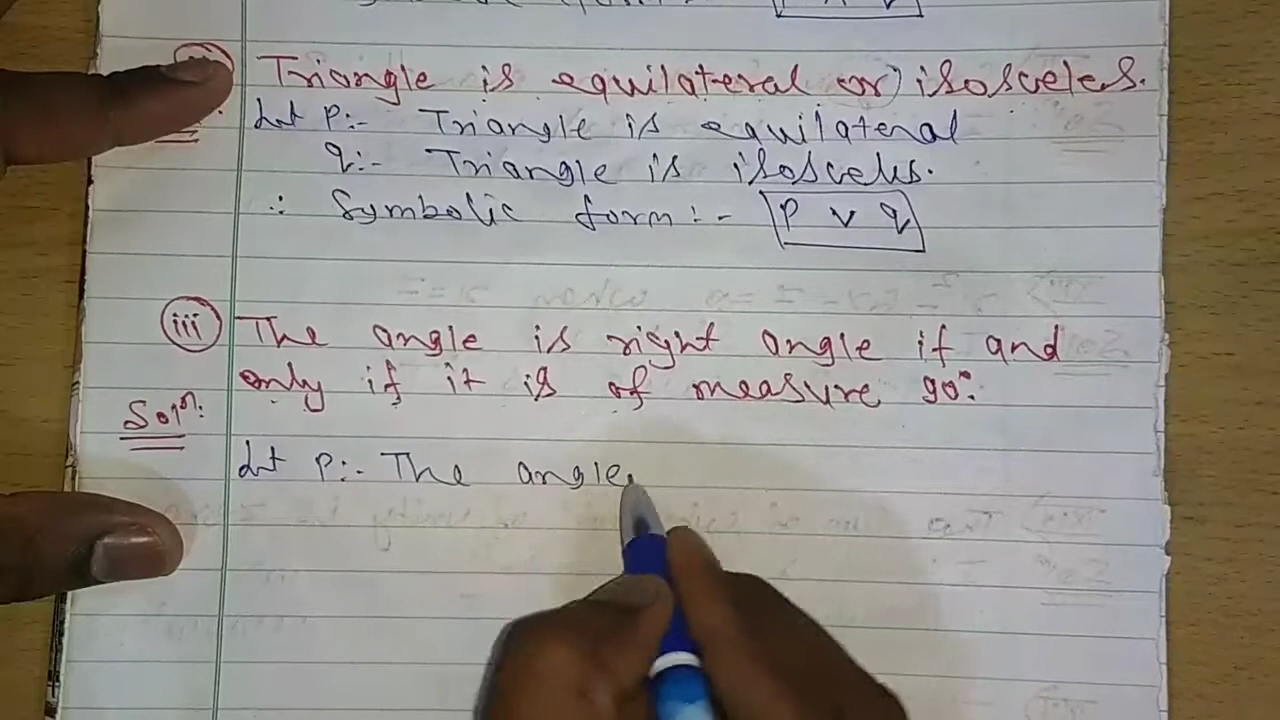 Triangle is equilateral or isosceles.
Let p:- Triangle is equilateral
q:- Triangle is isosceles.
∴ Symbolic form:- p ∨ q
iii The angle is right angle if and
only if it is of measure 90°.
Solⁿ:
Let p:- The angle